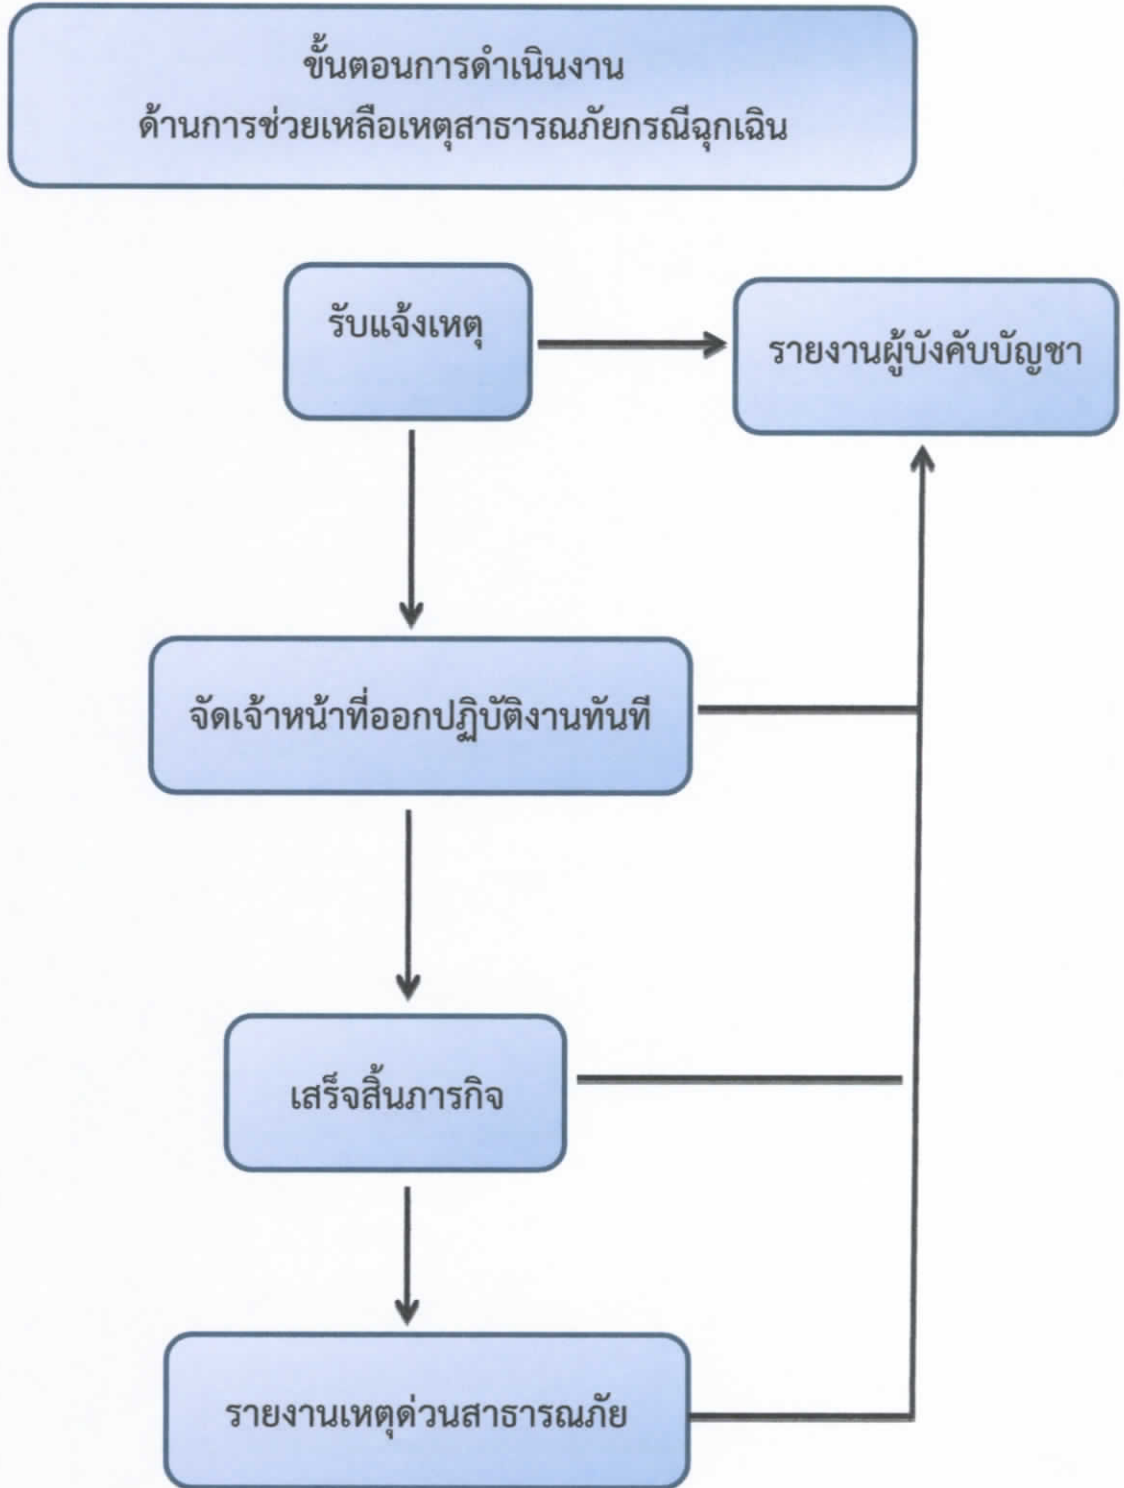 ขั้นตอนการดำเนินงาน
ด้านการช่วยเหลือเหตุสาธารณภัยกรณีฉุกเฉิน
รับแจ้งเหตุ
รายงานผู้บังคับบัญชา
จัดเจ้าหน้าที่ออกปฏิบัติงานทันที
เสร็จสิ้นภารกิจ
รายงานเหตุด่วนสาธารณภัย